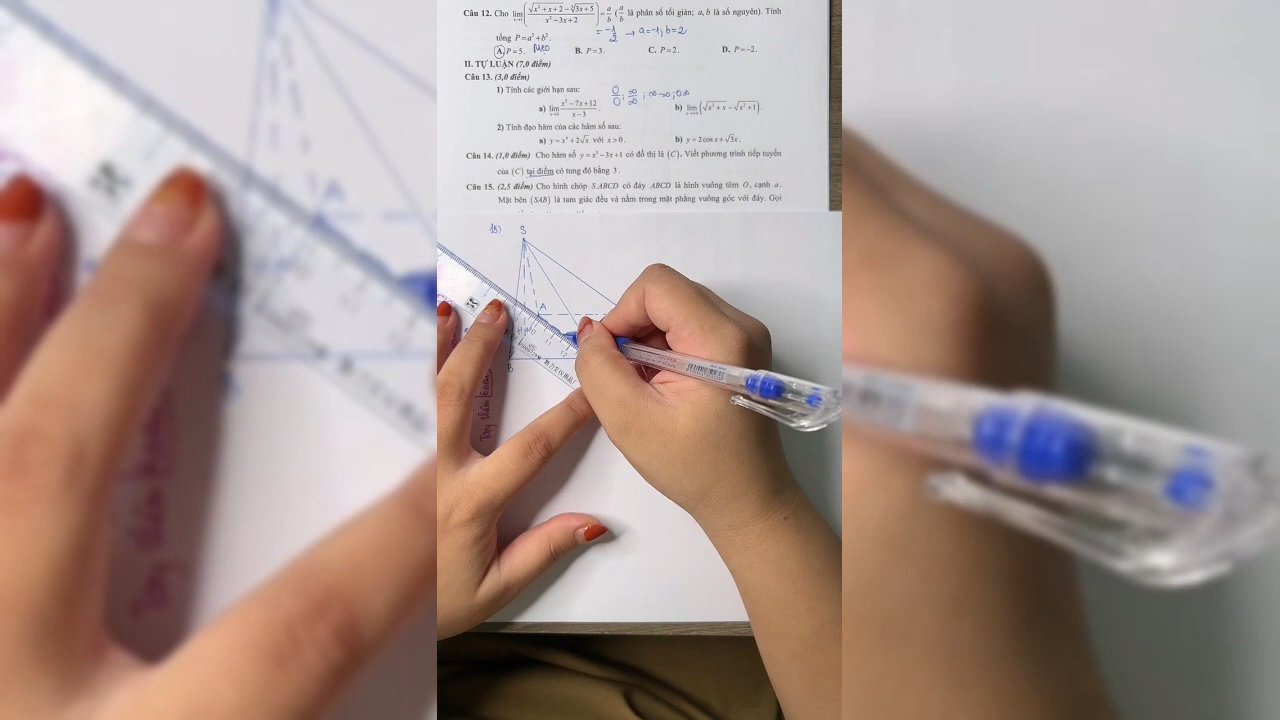 Câu 12. Cho lim x→1 (√(x²+x+2) − ∛(3x+5))/(x²−3x+2) = a/b (a/b là phân số tối giản; a, b là số nguyên). Tính
= −1/2 → a=−1, b=2
tổng P=a²+b².
A. P=5. B. P=3. C. P=2. D. P=−2.
II. TỰ LUẬN (7,0 điểm)
Câu 13. (3,0 điểm)
1) Tính các giới hạn sau:
0/0 ; ∞/∞ ; ∞−∞ ; 0.∞
a) lim (x²−7x+12)/(x−3). b) lim (√(x²+x) − √(x²+1)).
2) Tính đạo hàm của các hàm số sau:
a) y=x⁴+2√x với x>0. b) y=2cos x+√3x.
Câu 14. (1,0 điểm) Cho hàm số y=x³−3x+1 có đồ thị là (C). Viết phương trình tiếp tuyến
của (C) tại điểm có tung độ bằng 3.
Câu 15. (2,5 điểm) Cho hình chóp S.ABCD có đáy ABCD là hình vuông tâm O, cạnh a.
Mặt bên (SAB) là tam giác đều và nằm trong mặt phẳng vuông góc với đáy. Gọi
15)
S
A
H
B